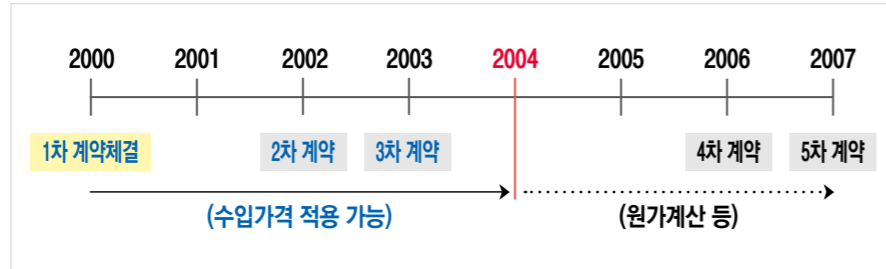 2000 2001 2002 2003 2004 2005 2006 2007
1차 계약체결 2차 계약 3차 계약 4차 계약 5차 계약
(수입가격 적용 가능) (원가계산 등)